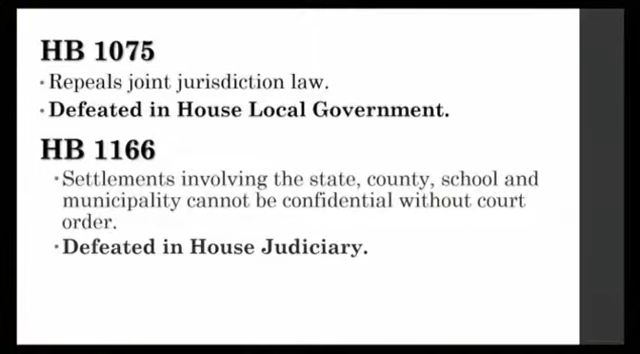 HB 1075
• Repeals joint jurisdiction law.
• Defeated in House Local Government.
HB 1166
• Settlements involving the state, county, school and
municipality cannot be confidential without court
order.
• Defeated in House Judiciary.